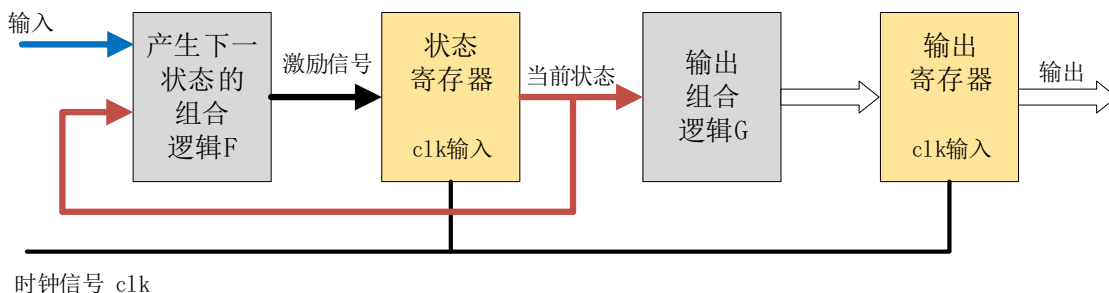 输入
产生下一
状态的
组合
逻辑F
激励信号
状态
寄存器
clk输入
当前状态
输出
组合
逻辑G
输出
寄存器
clk输入
输出
时钟信号 clk